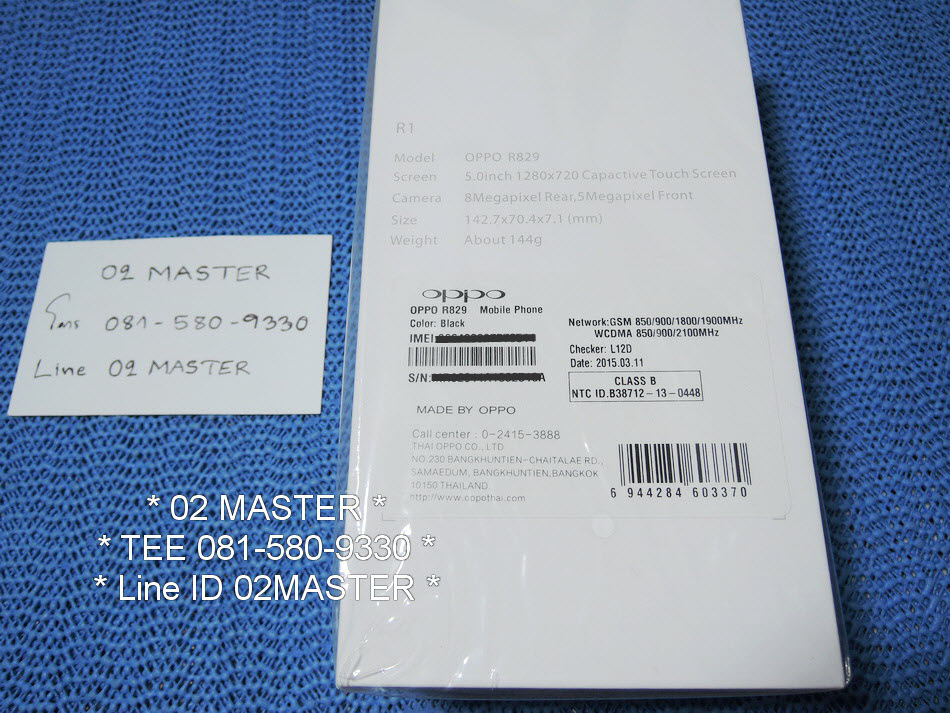 R1
Model OPPO R829
Screen 5.0inch 1280x720 Capactive Touch Screen
Camera 8Megapixel Rear,5Megapixel Front
Size 142.7x70.4x7.1 (mm)
Weight About 144g
oppo
OPPO R829 Mobile Phone
Color: Black
IMEI:
S/N:
Network:GSM 850/900/1800/1900MHz
WCDMA 850/900/2100MHz
Checker: L12D
Date: 2015.03.11
CLASS B
NTC ID.B38712-13-0448
MADE BY OPPO
Call center : 0-2415-3888
THAI OPPO CO., LTD
NO.230 BANGKHUNTIEN-CHAITALAE RD.,
SAMAEDUM, BANGKHUNTIEN,BANGKOK
10150 THAILAND
http://www.oppothai.com
6 944284 603370
02 MASTER
โทร 081-580-9330
Line 02 MASTER
* 02 MASTER *
* TEE 081-580-9330 *
* Line ID 02MASTER *